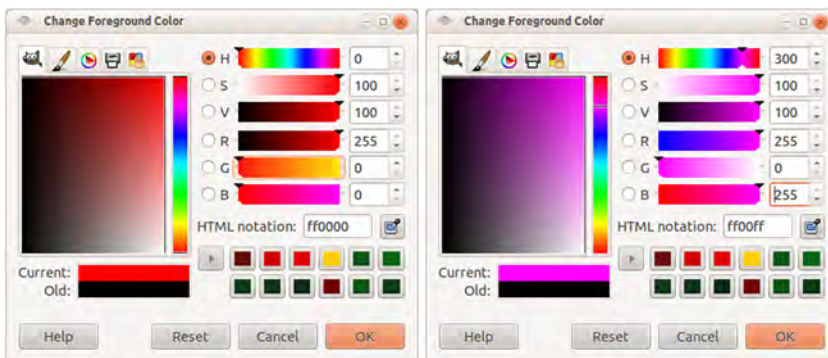 Change Foreground Color
H 0
S 100
V 100
R 255
G 0
B 0
HTML notation: ff0000
Current:
Old:
Help Reset Cancel OK
Change Foreground Color
H 300
S 100
V 100
R 255
G 0
B 255
HTML notation: ff00ff
Current:
Old:
Help Reset Cancel OK